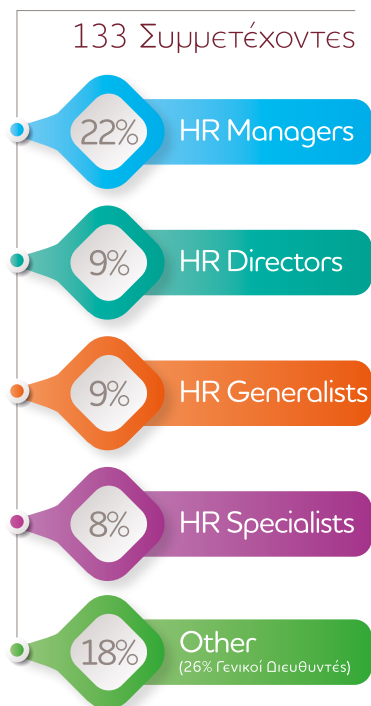 133 Συμμετέχοντες
22% HR Managers
9% HR Directors
9% HR Generalists
8% HR Specialists
18% Other
(26% Γενικοί Διευθυντές)